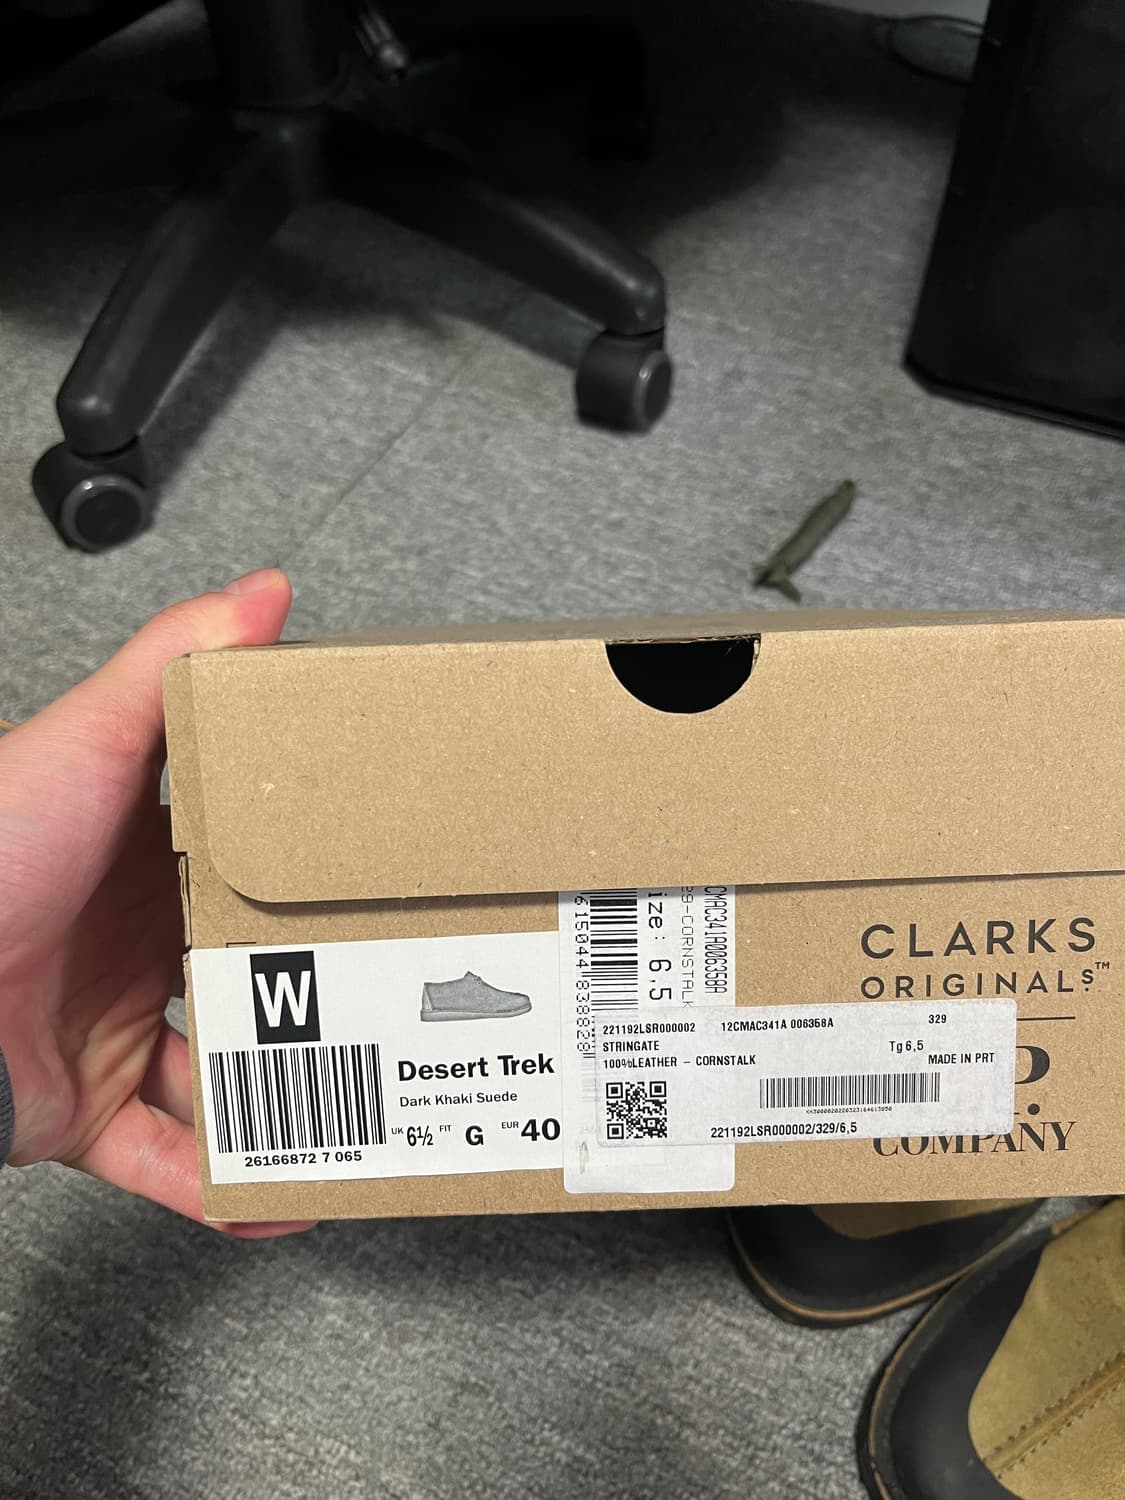 CLARKS
ORIGINALS™
COMPANY
W
Desert Trek
Dark Khaki Suede
UK 6½ FIT G EUR 40
26166872 7 065
ize: 6,5
29-CORNSTALK
CMAC341A006358A
221192LSR000002 12CMAC341A 006358A 329
STRINGATE Tg 6,5
100%LEATHER – CORNSTALK MADE IN PRT
221192LSR000002/329/6,5